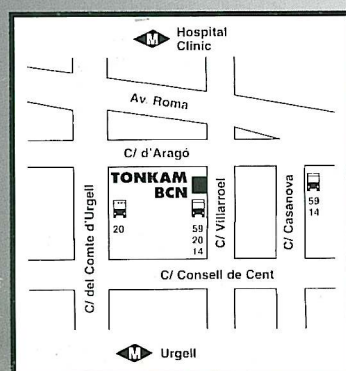 M Hospital
Clinic
Av. Roma
C/ d'Aragó
TONKAM
BCN
20
59
20
14
59
14
C/ del Comte d'Urgell
C/ Villarroel
C/ Casanova
C/ Consell de Cent
M Urgell